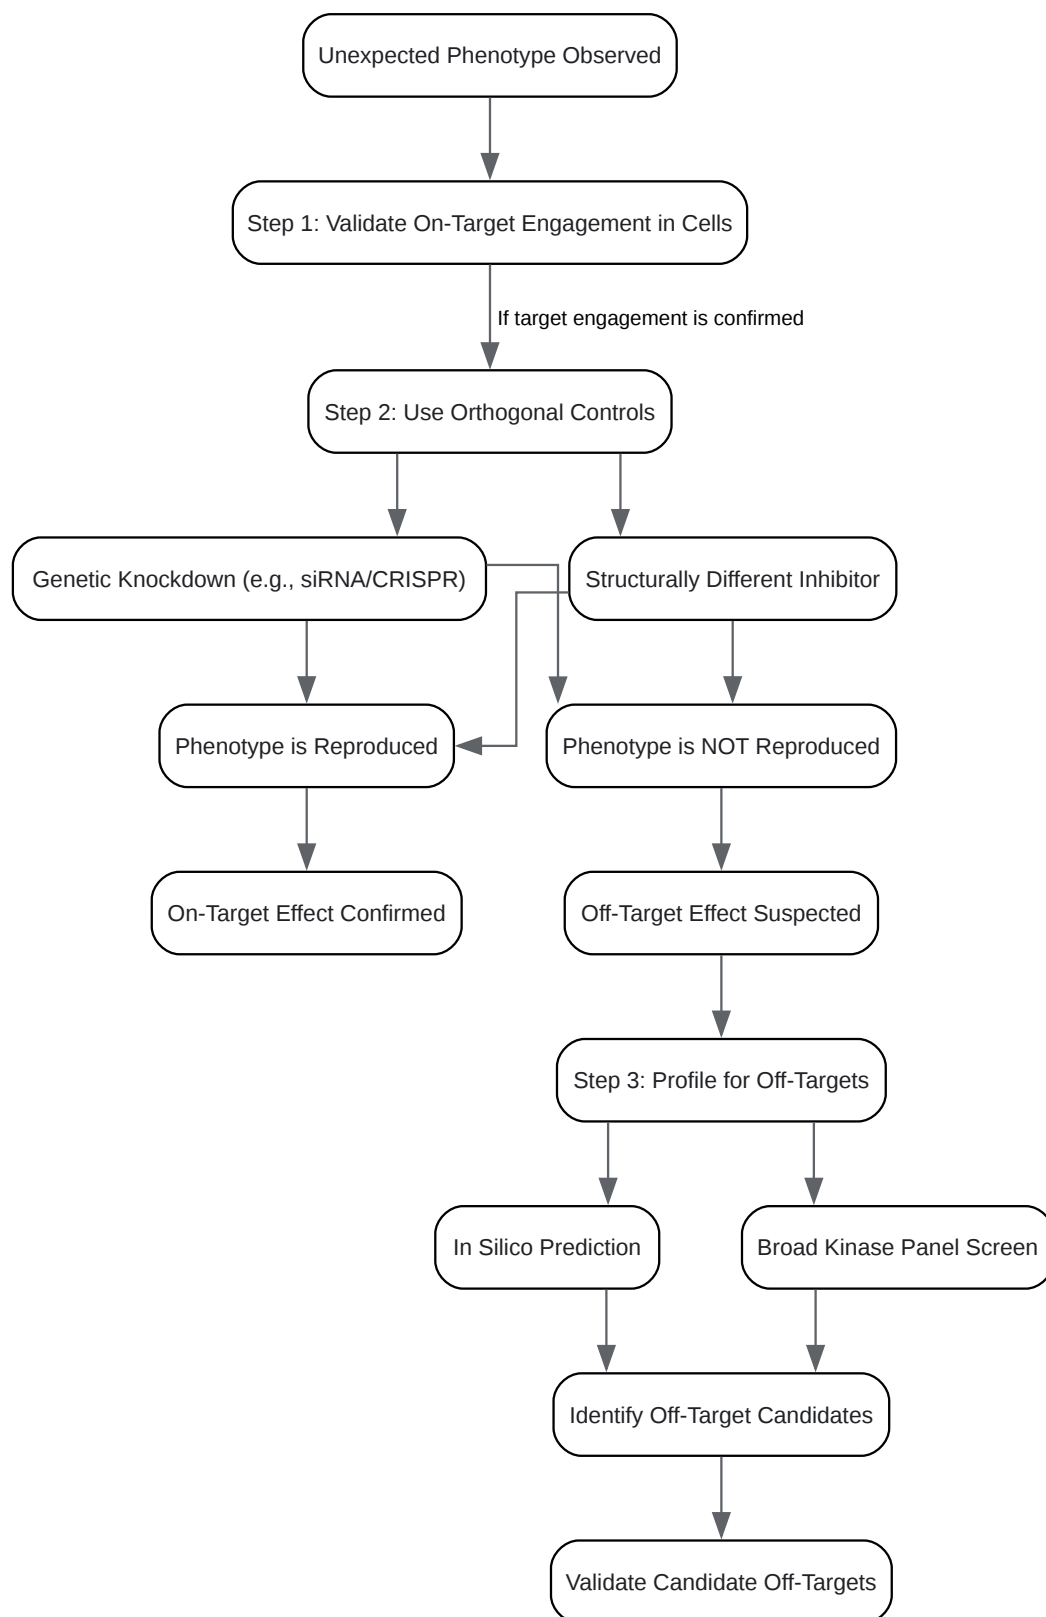 Unexpected Phenotype Observed
Step 1: Validate On-Target Engagement in Cells
If target engagement is confirmed
Step 2: Use Orthogonal Controls
Genetic Knockdown (e.g., siRNA/CRISPR)
Structurally Different Inhibitor
Phenotype is Reproduced
Phenotype is NOT Reproduced
On-Target Effect Confirmed
Off-Target Effect Suspected
Step 3: Profile for Off-Targets
In Silico Prediction
Broad Kinase Panel Screen
Identify Off-Target Candidates
Validate Candidate Off-Targets